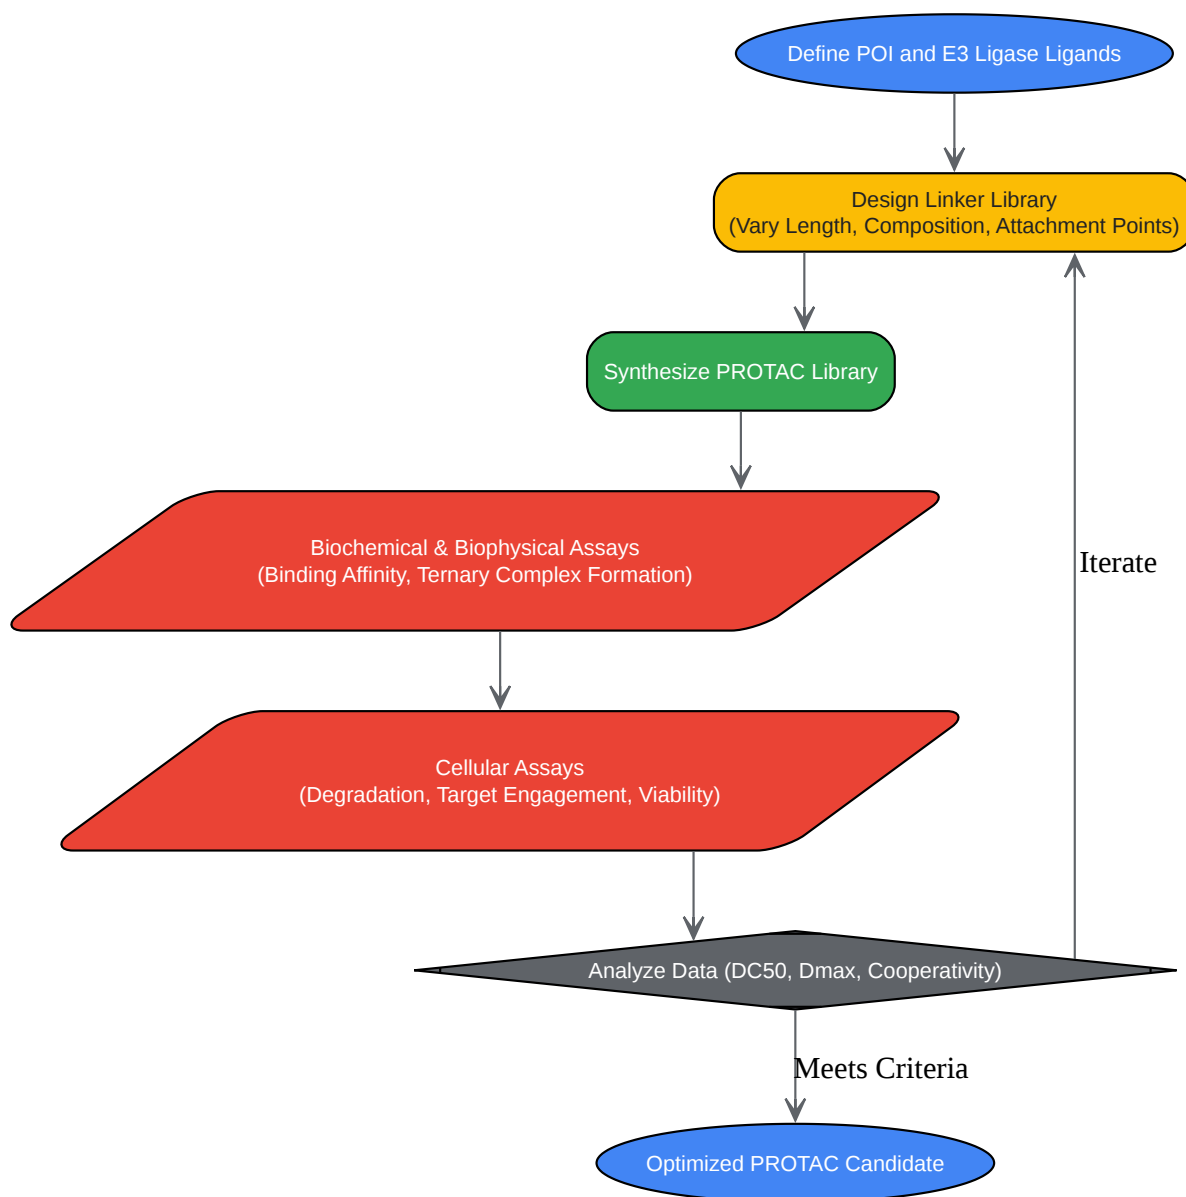 Define POI and E3 Ligase Ligands
Design Linker Library
(Vary Length, Composition, Attachment Points)
Synthesize PROTAC Library
Biochemical & Biophysical Assays
(Binding Affinity, Ternary Complex Formation)
Iterate
Cellular Assays
(Degradation, Target Engagement, Viability)
Analyze Data (DC50, Dmax, Cooperativity)
Meets Criteria
Optimized PROTAC Candidate